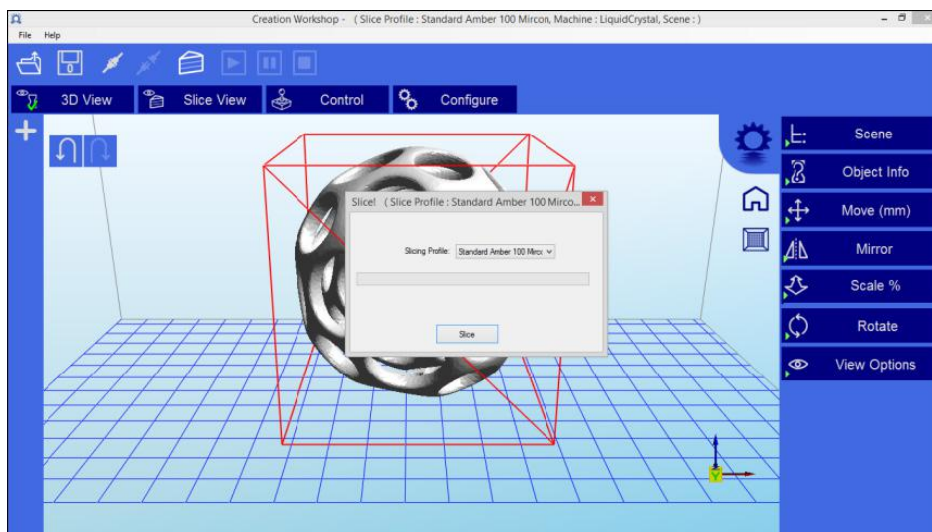 Creation Workshop - ( Slice Profile : Standard Amber 100 Mircon, Machine : LiquidCrystal, Scene : )
File Help
3D View Slice View Control Configure
Scene
Object Info
Move (mm)
Mirror
Scale %
Rotate
View Options
Slice! ( Slice Profile : Standard Amber 100 Mirco...
Slicing Profile: Standard Amber 100 Mircc
Slice
Y